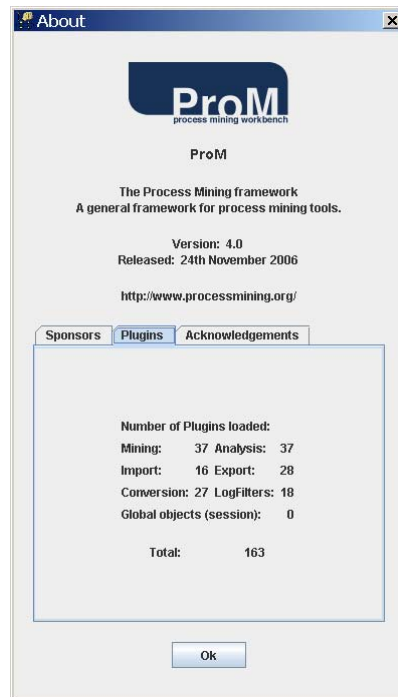 About
ProM
process mining workbench
ProM
The Process Mining framework
A general framework for process mining tools.
Version: 4.0
Released: 24th November 2006
http://www.processmining.org/
Sponsors Plugins Acknowledgements
Number of Plugins loaded:
Mining: 37 Analysis: 37
Import: 16 Export: 28
Conversion: 27 LogFilters: 18
Global objects (session): 0
Total: 163
Ok